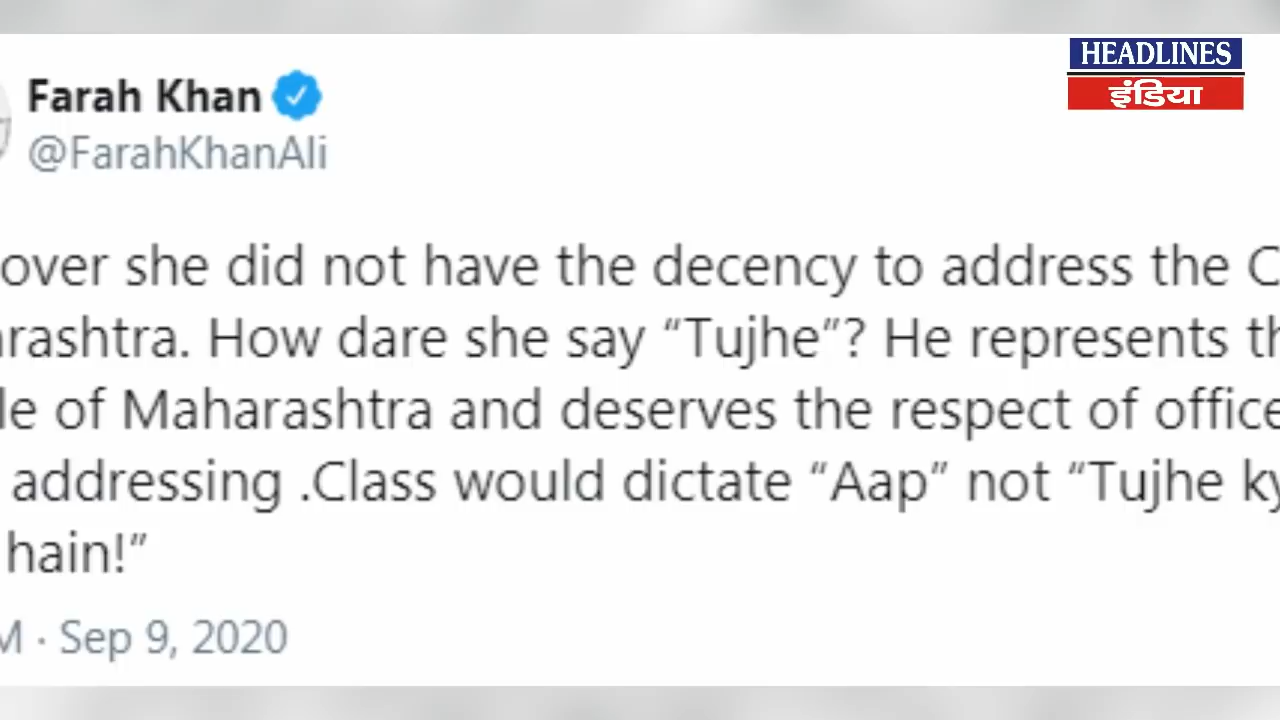 HEADLINES
इंडिया
Farah Khan
@FarahKhanAli
over she did not have the decency to address the C
arashtra. How dare she say “Tujhe”? He represents th
le of Maharashtra and deserves the respect of office
addressing .Class would dictate “Aap” not “Tujhe ky
hain!”
M · Sep 9, 2020